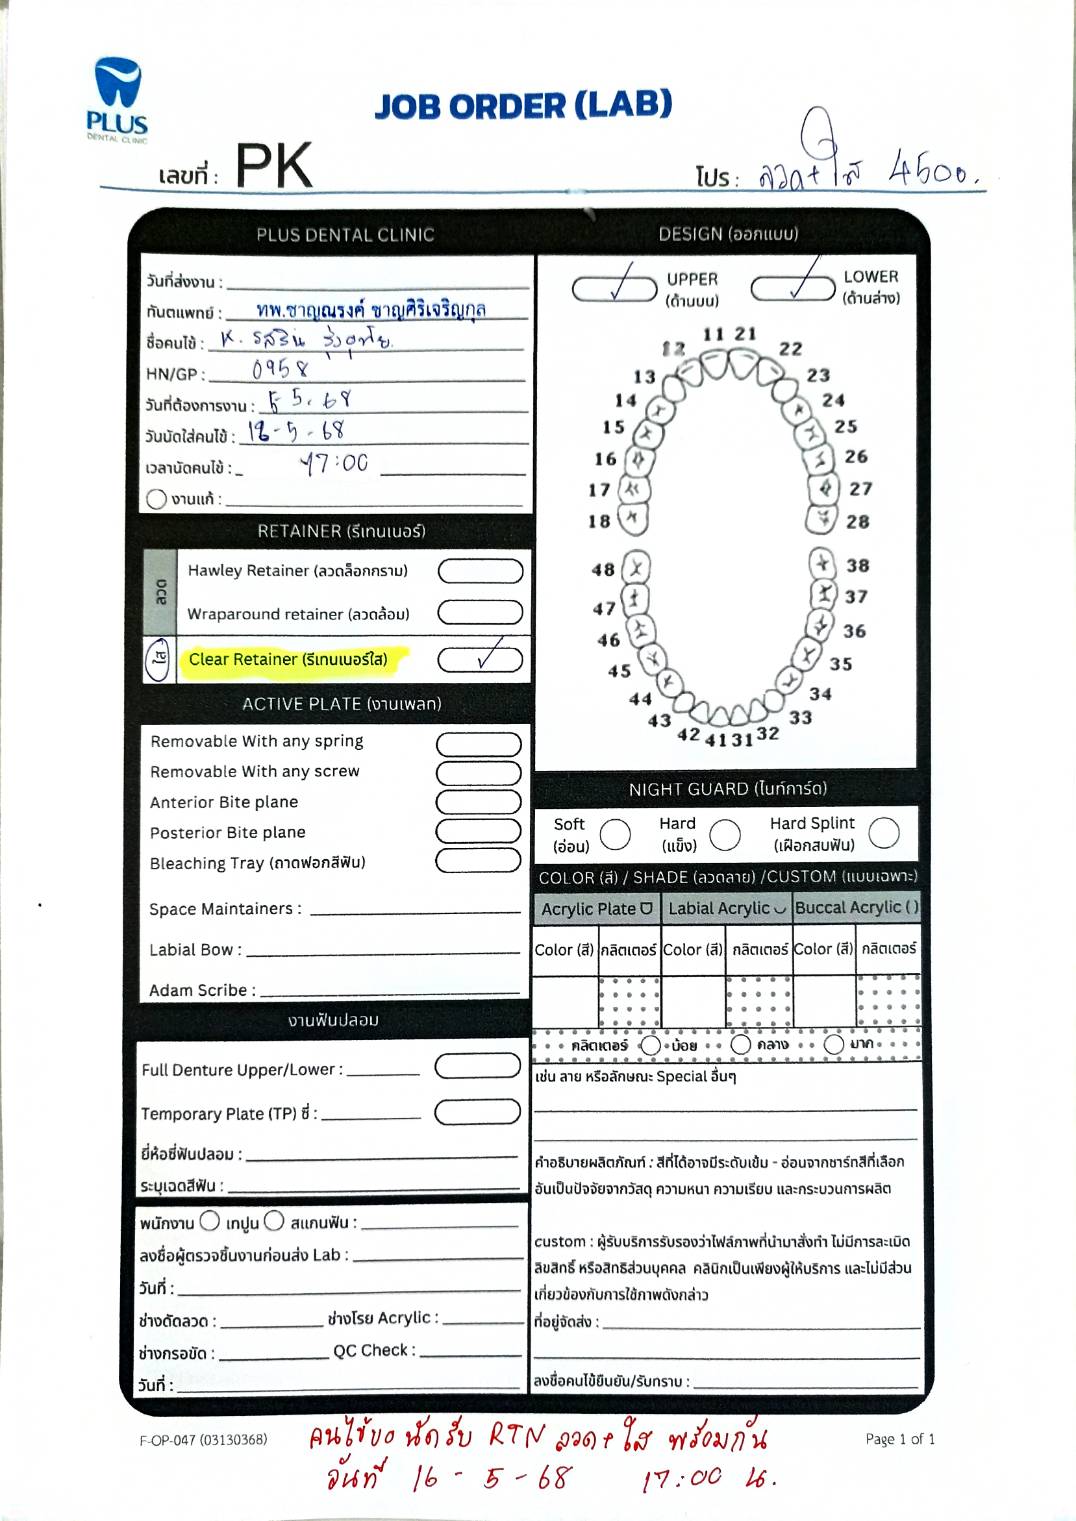 PLUS
DENTAL CLINIC
JOB ORDER (LAB)
เลขที่ : PK
โปร : ลวด+ใส 4500.
PLUS DENTAL CLINIC
วันที่ส่งงาน :
ทันตแพทย์ : ทพ.ชาญณรงค์ ชาญศิริเจริญกุล
ชื่อคนไข้ : K. รสริน
HN/GP : 0958
วันที่ต้องการงาน : 5. 68
วันนัดใส่คนไข้ : 16-5-68
เวลานัดคนไข้ : 17:00
งานแก้ :
RETAINER (รีเทนเนอร์)
ลวด
Hawley Retainer (ลวดล็อกกราม)
Wraparound retainer (ลวดล้อม)
ใส
Clear Retainer (รีเทนเนอร์ใส)
ACTIVE PLATE (งานเพลท)
Removable With any spring
Removable With any screw
Anterior Bite plane
Posterior Bite plane
Bleaching Tray (ถาดฟอกสีฟัน)
Space Maintainers :
Labial Bow :
Adam Scribe :
งานฟันปลอม
Full Denture Upper/Lower :
Temporary Plate (TP) ซี่ :
ยี่ห้อซี่ฟันปลอม :
ระบุเฉดสีฟัน :
พนักงาน เทปูน สแกนฟัน :
ลงชื่อผู้ตรวจชิ้นงานก่อนส่ง Lab :
วันที่ :
ช่างดัดลวด : ช่างโรย Acrylic :
ช่างกรอขัด : QC Check :
วันที่ :
DESIGN (ออกแบบ)
UPPER
(ด้านบน)
LOWER
(ด้านล่าง)
11 21
12 22
13 23
14 24
15 25
16 26
17 27
18 28
48 38
47 37
46 36
45 35
44 34
43 33
42 41 31 32
NIGHT GUARD (ไนท์การ์ด)
Soft
(อ่อน)
Hard
(แข็ง)
Hard Splint
(เฝือกสบฟัน)
COLOR (สี) / SHADE (ลวดลาย) /CUSTOM (แบบเฉพาะ)
Acrylic Plate Labial Acrylic Buccal Acrylic ( )
Color (สี) กลิตเตอร์ Color (สี) กลิตเตอร์ Color (สี) กลิตเตอร์
กลิตเตอร์ น้อย กลาง มาก
เช่น ลาย หรือลักษณะ Special อื่นๆ
คำอธิบายผลิตภัณฑ์ : สีที่ได้อาจมีระดับเข้ม - อ่อนจากชาร์ทสีที่เลือก
อันเป็นปัจจัยจากวัสดุ ความหนา ความเรียบ และกระบวนการผลิต
custom : ผู้รับบริการรับรองว่าไฟล์ภาพที่นำมาสั่งทำ ไม่มีการละเมิด
ลิขสิทธิ์ หรือสิทธิส่วนบุคคล คลินิกเป็นเพียงผู้ให้บริการ และไม่มีส่วน
เกี่ยวข้องกับการใช้ภาพดังกล่าว
ที่อยู่จัดส่ง :
ลงชื่อคนไข้ยืนยัน/รับทราบ :
F-OP-047 (03130368)
Page 1 of 1
คนไข้ขอนัดรับ RTN ลวด+ใส พร้อมกัน
วันที่ 16 - 5 - 68 17:00 น.